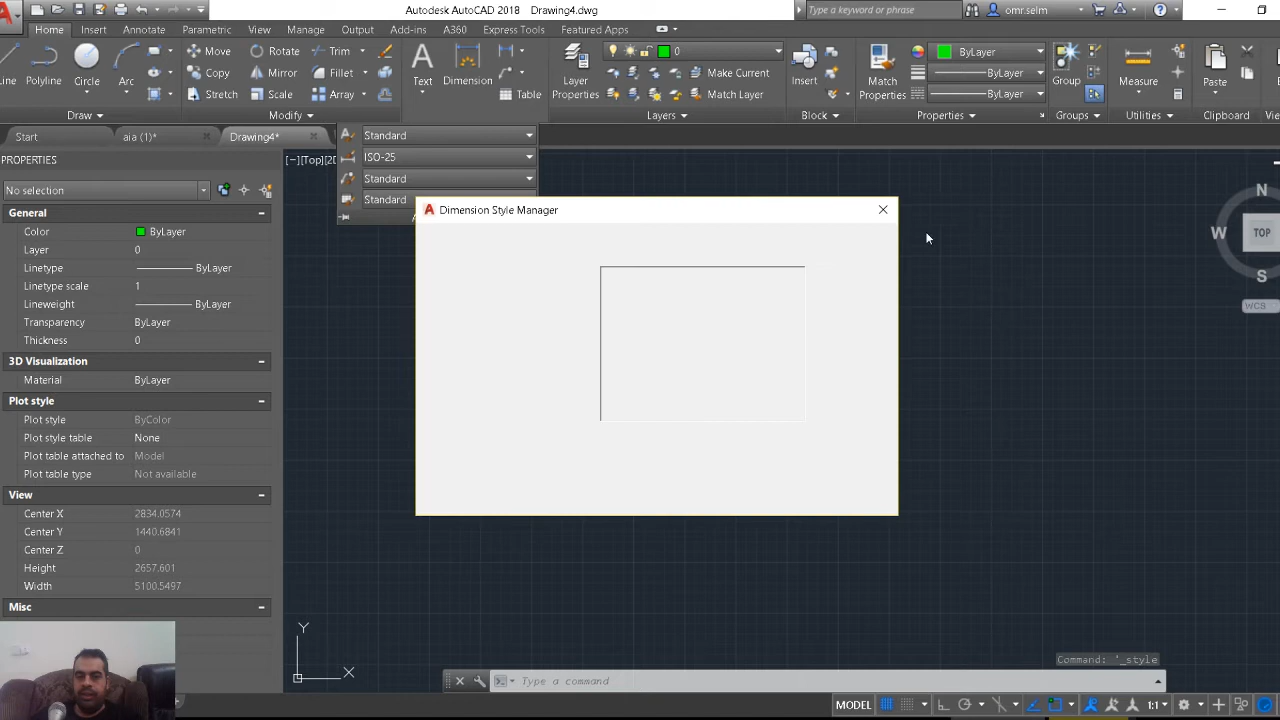 Autodesk AutoCAD 2018 Drawing4.dwg
Type a keyword or phrase
omr.selm
Home Insert Annotate Parametric View Manage Output Add-ins A360 Express Tools Featured Apps
Line Polyline Circle Arc
Move Rotate Trim
Copy Mirror Fillet
Stretch Scale Array
Text Dimension Table
Layer Properties
0
Make Current
Match Layer
Insert
Match Properties
ByLayer
ByLayer
ByLayer
Group Measure Paste
Draw Modify Layers Block Properties Groups Utilities Clipboard
Start aia (1)* Drawing4*
Standard
ISO-25
Standard
Standard
[−][Top][2D
PROPERTIES
No selection
General
Color ByLayer
Layer 0
Linetype ByLayer
Linetype scale 1
Lineweight ByLayer
Transparency ByLayer
Thickness 0
3D Visualization
Material ByLayer
Plot style
Plot style ByColor
Plot style table None
Plot table attached to Model
Plot table type Not available
View
Center X 2834.0574
Center Y 1440.6841
Center Z 0
Height 2657.601
Width 5100.5497
Misc
Dimension Style Manager
N
W TOP
S
WCS
Y
X
Command: '_style
Type a command
MODEL 1:1